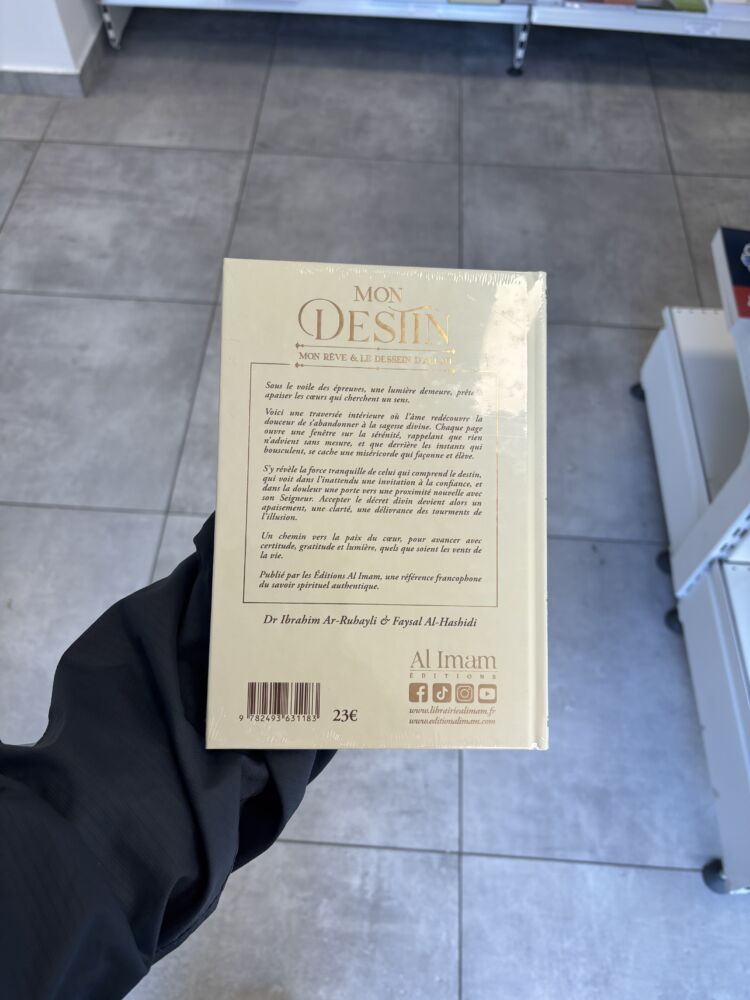 MON
DESTIN
MON RÊVE & LE DESSEIN D'ALLAH
Sous le voile des épreuves, une lumière demeure, prête à
apaiser les cœurs qui cherchent un sens.
Voici une traversée intérieure où l'âme redécouvre la
douceur de s'abandonner à la sagesse divine. Chaque page
ouvre une fenêtre sur la sérénité, rappelant que rien
n'advient sans mesure, et que derrière les instants qui
bousculent, se cache une miséricorde qui façonne et élève.
S'y révèle la force tranquille de celui qui comprend le destin,
qui voit dans l'inattendu une invitation à la confiance, et
dans la douleur une porte vers une proximité nouvelle avec
son Seigneur. Accepter le décret divin devient alors un
apaisement, une clarté, une délivrance des tourments de
l'illusion.
Un chemin vers la paix du cœur, pour avancer avec
certitude, gratitude et lumière, quels que soient les vents de
la vie.
Publié par les Éditions Al Imam, une référence francophone
du savoir spirituel authentique.
Dr Ibrahim Ar-Ruhayli & Faysal Al-Hashidi
Al Imam
ÉDITIONS
www.librairiealimam.fr
www.editionalimam.com
9 782493 631183
23€